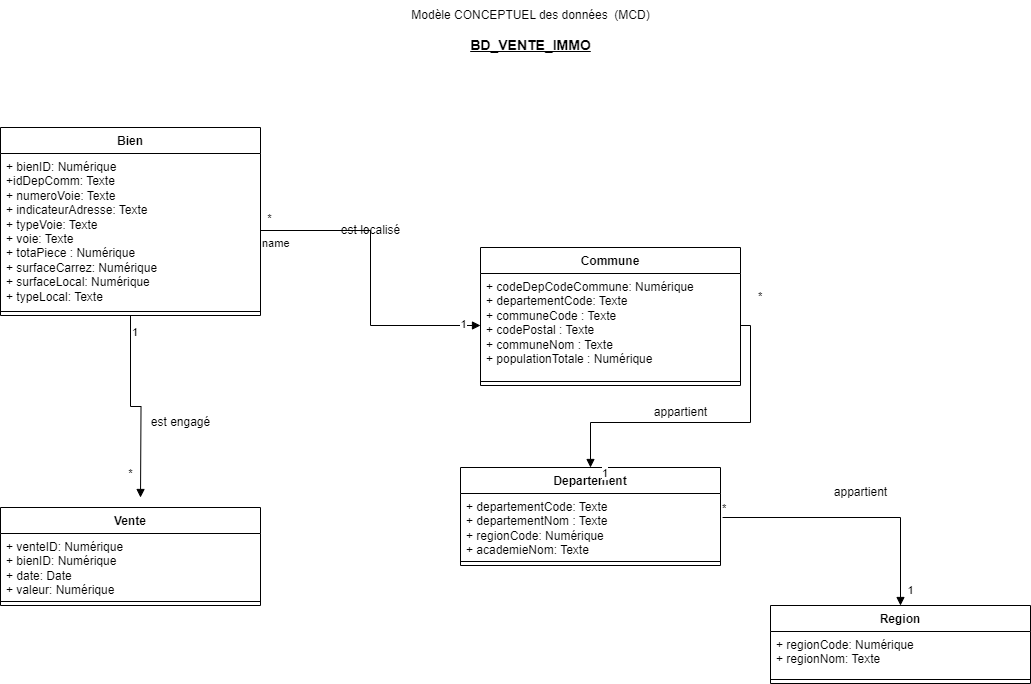 Modèle CONCEPTUEL des données  (MCD)
BD_VENTE_IMMO
Bien
+ bienID: Numérique
+idDepComm: Texte
+ numeroVoie: Texte
+ indicateurAdresse: Texte
+ typeVoie: Texte
+ voie: Texte
+ totaPiece : Numérique
+ surfaceCarrez: Numérique
+ surfaceLocal: Numérique
+ typeLocal: Texte
*
est localisé
name
1
Commune
+ codeDepCodeCommune: Numérique
+ departementCode: Texte
+ communeCode : Texte
+ codePostal : Texte
+ communeNom : Texte
+ populationTotale : Numérique
*
1
est engagé
*
appartient
1
Departement
+ departementCode: Texte
+ departementNom : Texte
+ regionCode: Numérique
+ academieNom: Texte
*
appartient
1
Vente
+ venteID: Numérique
+ bienID: Numérique
+ date: Date
+ valeur: Numérique
Region
+ regionCode: Numérique
+ regionNom: Texte